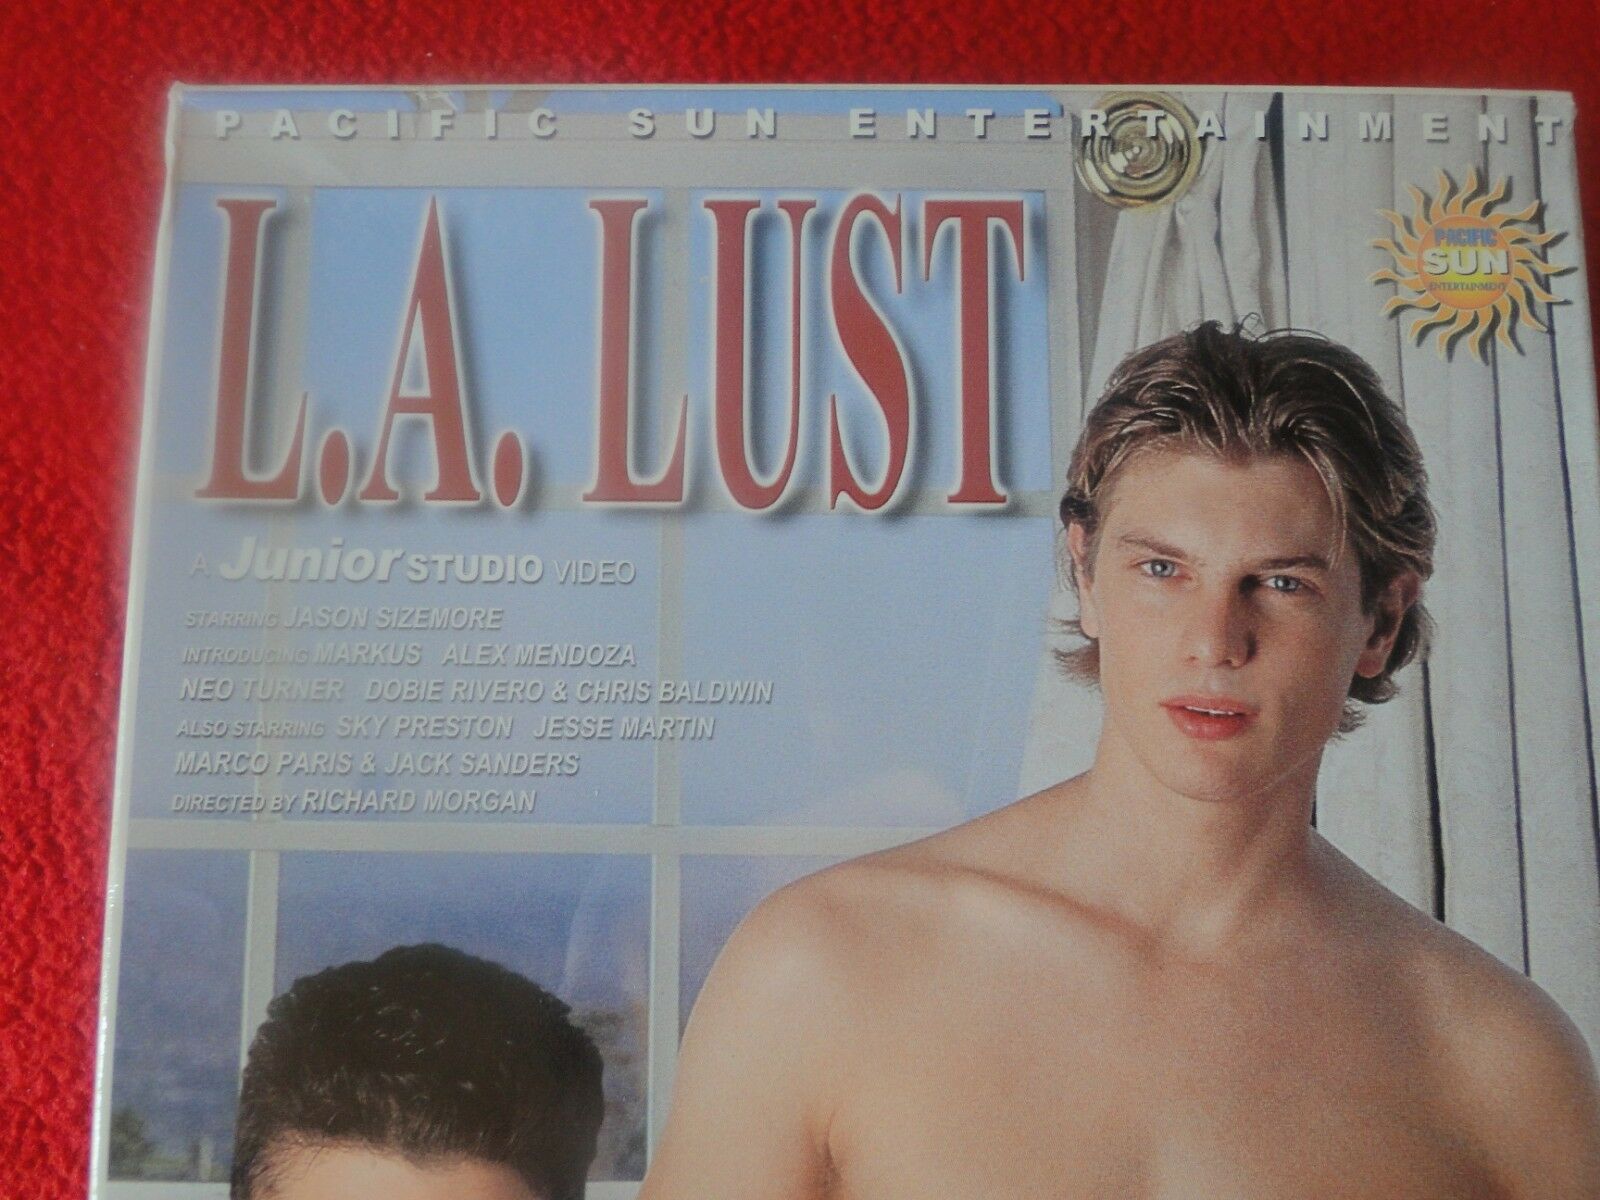 PACIFIC SUN ENTERTAINMENT
PACIFIC
SUN
ENTERTAINMENT
L.A. LUST
A Junior STUDIO VIDEO
STARRING JASON SIZEMORE
INTRODUCING MARKUS ALEX MENDOZA
NEO TURNER DOBIE RIVERO & CHRIS BALDWIN
ALSO STARRING SKY PRESTON JESSE MARTIN
MARCO PARIS & JACK SANDERS
DIRECTED BY RICHARD MORGAN